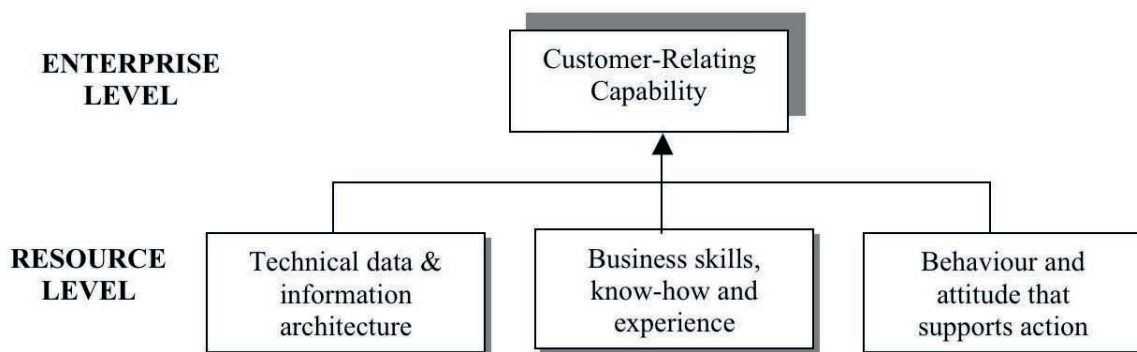 ENTERPRISE
LEVEL
Customer-Relating
Capability
RESOURCE
LEVEL
Technical data &
information
architecture
Business skills,
know-how and
experience
Behaviour and
attitude that
supports action